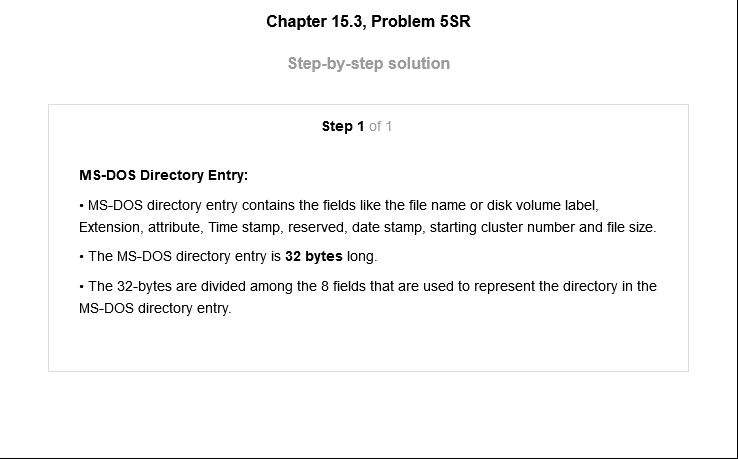 Chapter 15.3, Problem 5SR
Step-by-step solution
Step 1 of 1
MS-DOS Directory Entry:
• MS-DOS directory entry contains the fields like the file name or disk volume label,
Extension, attribute, Time stamp, reserved, date stamp, starting cluster number and file size.
• The MS-DOS directory entry is 32 bytes long.
• The 32-bytes are divided among the 8 fields that are used to represent the directory in the
MS-DOS directory entry.